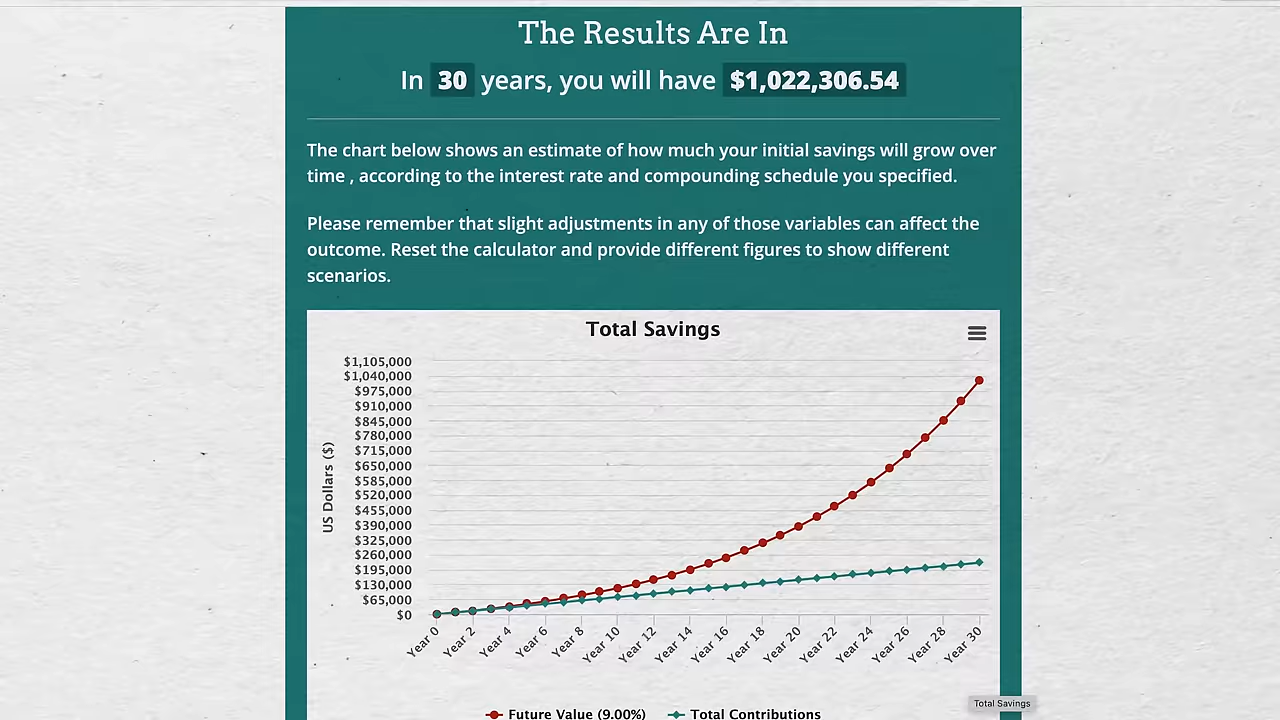 The Results Are In
In 30 years, you will have $1,022,306.54
The chart below shows an estimate of how much your initial savings will grow over
time , according to the interest rate and compounding schedule you specified.
Please remember that slight adjustments in any of those variables can affect the
outcome. Reset the calculator and provide different figures to show different
scenarios.
Total Savings
$1,105,000
$1,040,000
$975,000
$910,000
$845,000
$780,000
$715,000
$650,000
$585,000
$520,000
$455,000
$390,000
$325,000
$260,000
$195,000
$130,000
$65,000
$0
US Dollars ($)
Year 0
Year 2
Year 4
Year 6
Year 8
Year 10
Year 12
Year 14
Year 16
Year 18
Year 20
Year 22
Year 24
Year 26
Year 28
Year 30
Total Savings
Future Value (9.00%)
Total Contributions